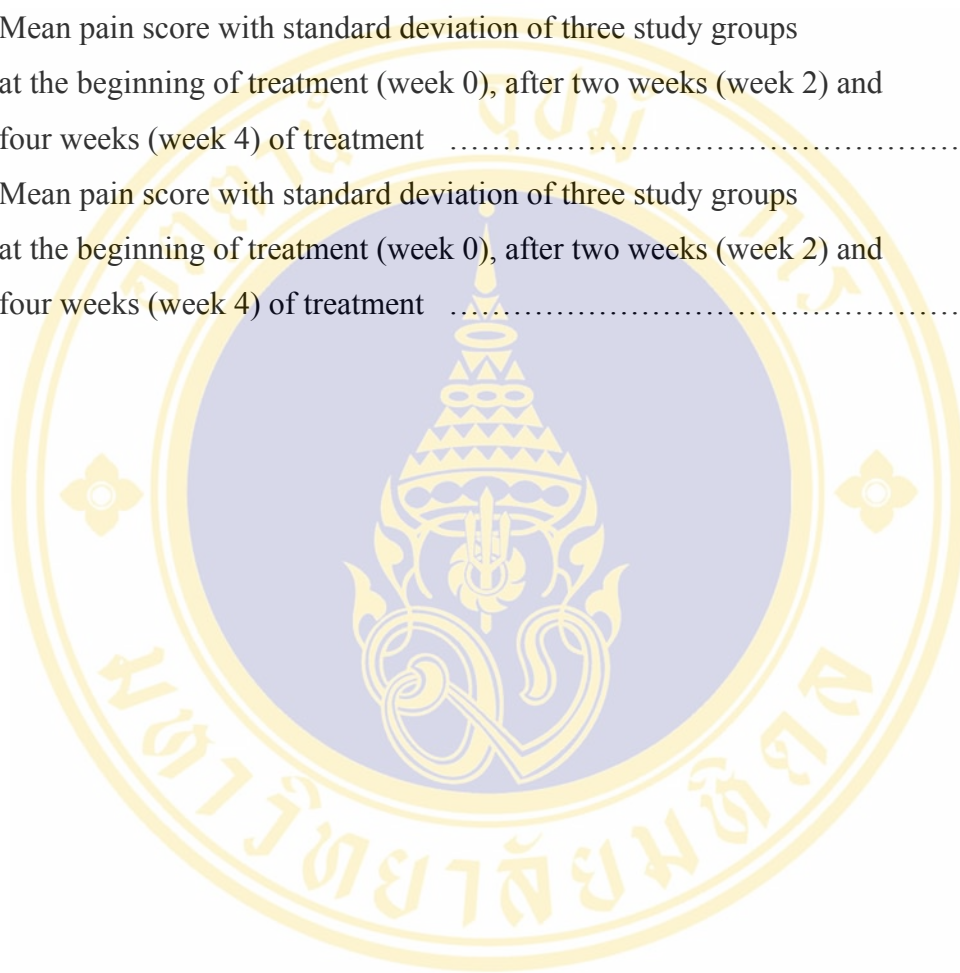 Mean pain score with standard deviation of three study groups
at the beginning of treatment (week 0), after two weeks (week 2) and
four weeks (week 4) of treatment ……………………………………………
Mean pain score with standard deviation of three study groups
at the beginning of treatment (week 0), after two weeks (week 2) and
four weeks (week 4) of treatment ……………………………………………
มหาวิทยาลัยมหิดล